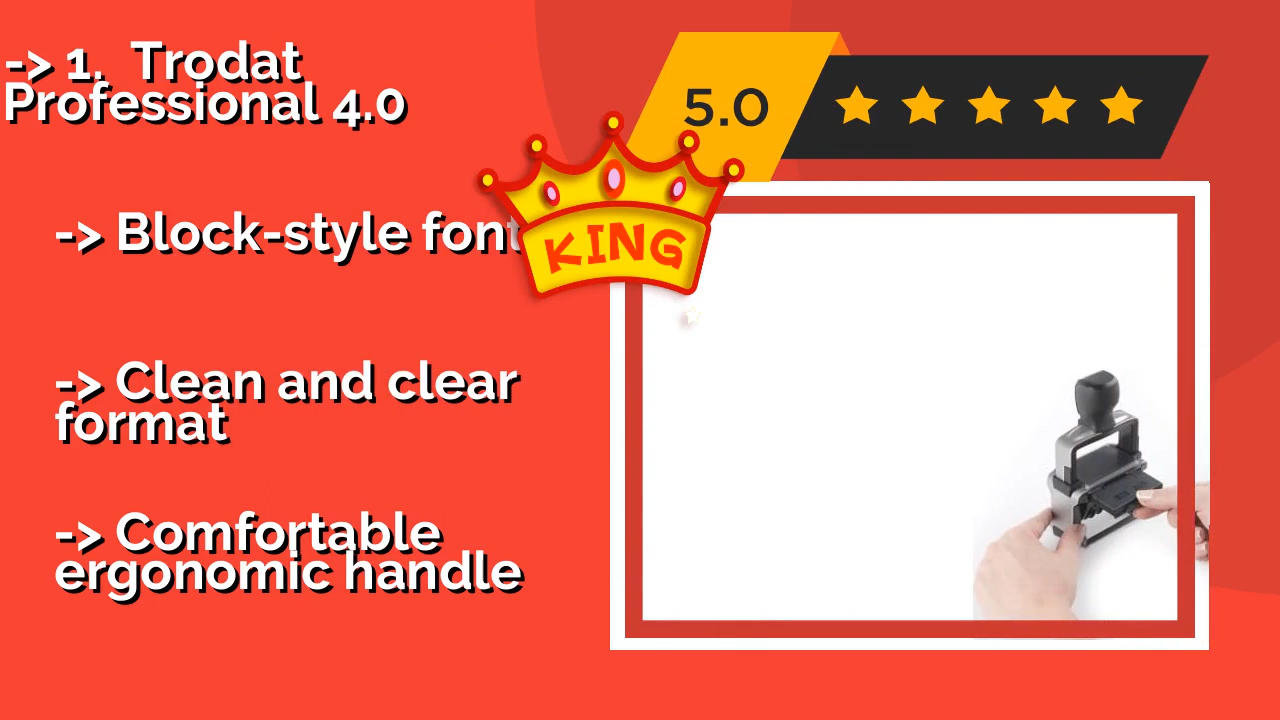 -> 1. Trodat
Professional 4.0
5.0
-> Block-style font
KING
-> Clean and clear
format
-> Comfortable
ergonomic handle